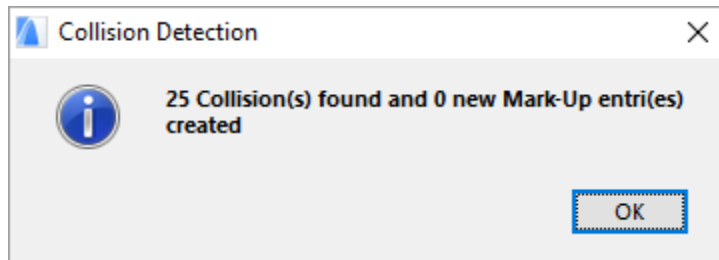 Collision Detection
25 Collision(s) found and 0 new Mark-Up entri(es)
created
OK